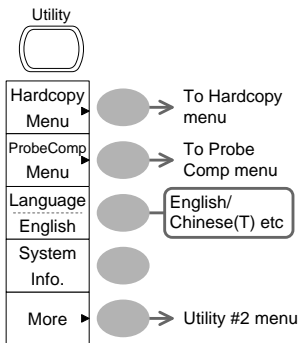 Utility
Hardcopy
Menu
To Hardcopy
menu
ProbeComp
Menu
To Probe
Comp menu
Language
English
English/
Chinese(T) etc
System
Info.
More
Utility #2 menu